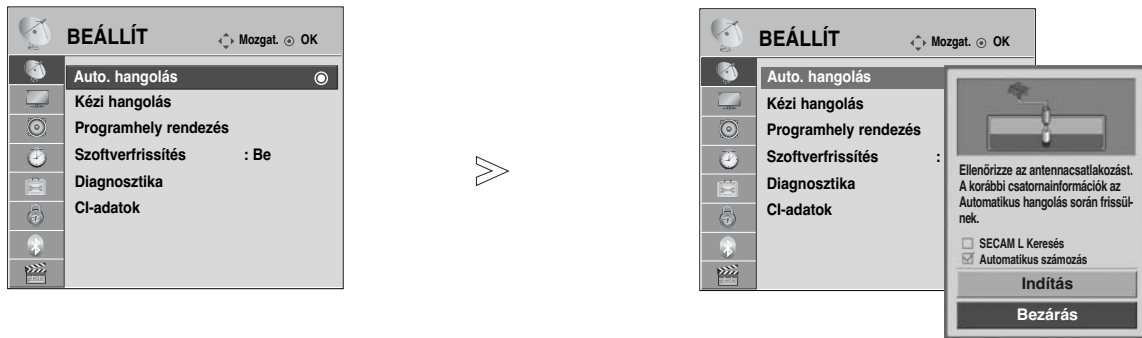 BEÁLLÍT Mozgat. OK
Auto. hangolás
Kézi hangolás
Programhely rendezés
Szoftverfrissítés : Be
Diagnosztika
CI-adatok
BEÁLLÍT Mozgat. OK
Auto. hangolás
Kézi hangolás
Programhely rendezés
Szoftverfrissítés :
Diagnosztika
CI-adatok
Ellenőrizze az antennacsatlakozást.
A korábbi csatornainformációk az
Automatikus hangolás során frissül-
nek.
SECAM L Keresés
Automatikus számozás
Indítás
Bezárás